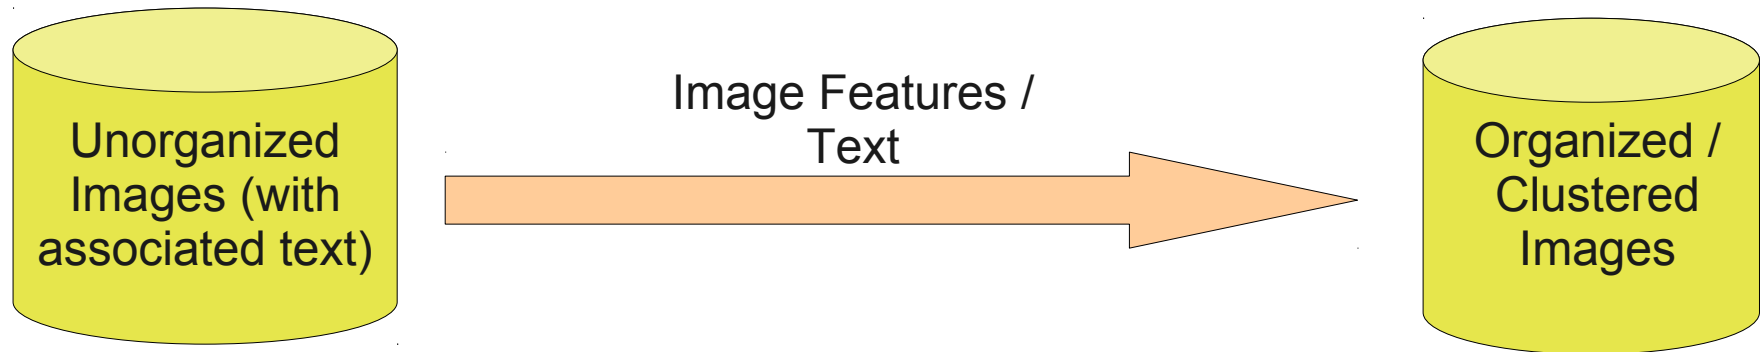 Unorganized
Images (with
associated text)
Image Features /
Text
Organized /
Clustered
Images